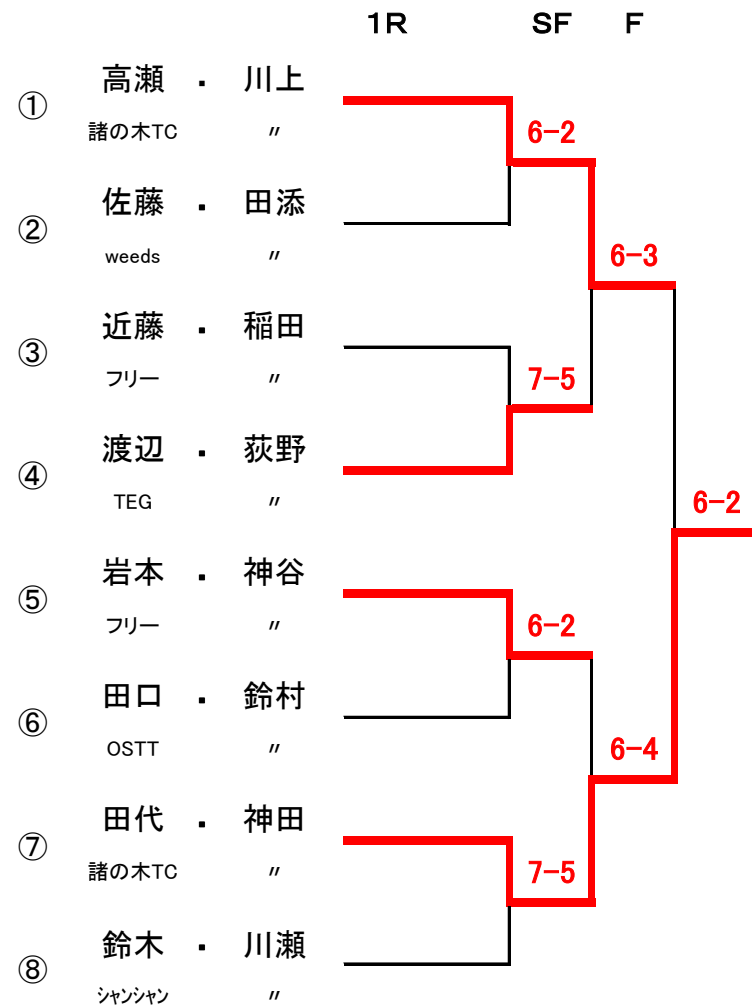 1R SF F
① 高瀬 ・ 川上
諸の木TC 〃
6-2
② 佐藤 ・ 田添
weeds 〃
6-3
③ 近藤 ・ 稲田
フリー 〃
7-5
④ 渡辺 ・ 荻野
TEG 〃
6-2
⑤ 岩本 ・ 神谷
フリー 〃
6-2
⑥ 田口 ・ 鈴村
OSTT 〃
6-4
⑦ 田代 ・ 神田
諸の木TC 〃
7-5
⑧ 鈴木 ・ 川瀬
シャンシャン 〃